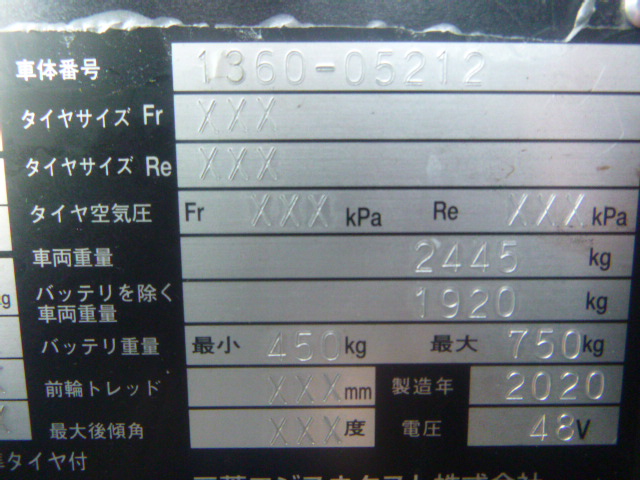 車体番号 1360-05212
タイヤサイズ Fr XXX
タイヤサイズ Re XXX
タイヤ空気圧 Fr XXX kPa Re XXX kPa
車両重量 2445 kg
バッテリを除く
車両重量 1920 kg
バッテリ重量 最小 450 kg 最大 750 kg
前輪トレッド XXX mm 製造年 2020
最大後傾角 XXX 度 電圧 48 V
タイヤ付